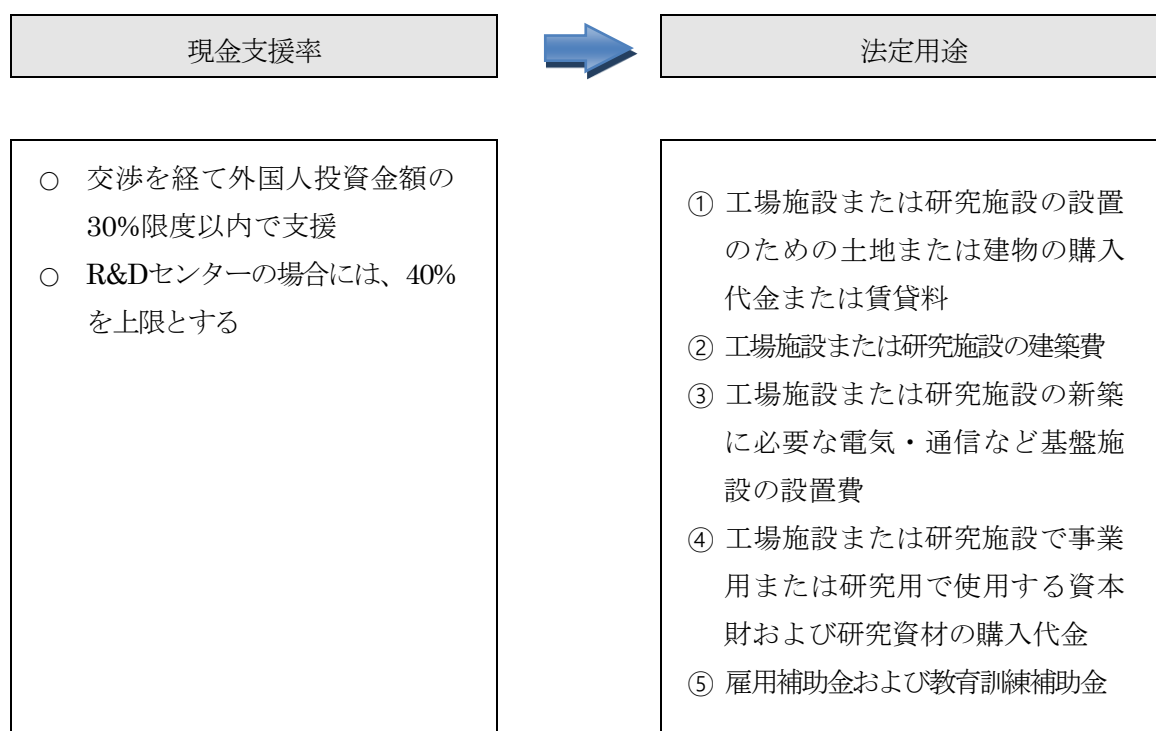 現金支援率
法定用途
○ 交渉を経て外国人投資金額の
30%限度以内で支援
○ R&Dセンターの場合には、40%
を上限とする
① 工場施設または研究施設の設置
のための土地または建物の購入
代金または賃貸料
② 工場施設または研究施設の建築費
③ 工場施設または研究施設の新築
に必要な電気・通信など基盤施
設の設置費
④ 工場施設または研究施設で事業
用または研究用で使用する資本
財および研究資材の購入代金
⑤ 雇用補助金および教育訓練補助金